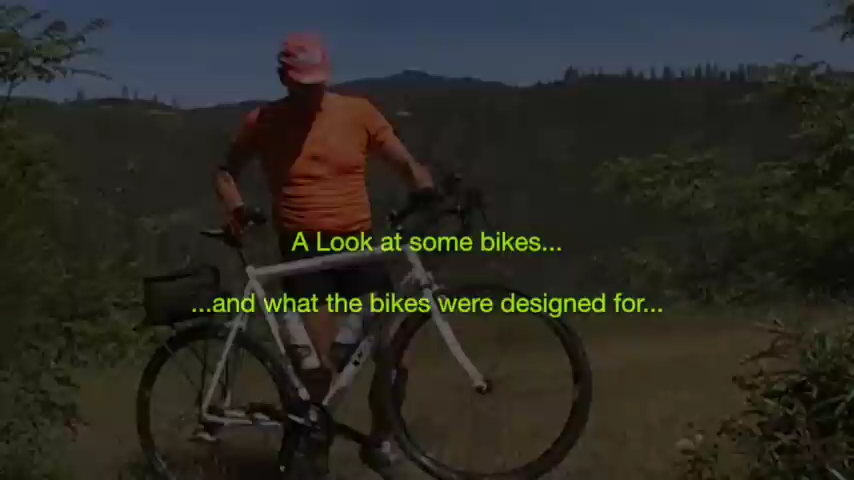 A Look at some bikes...
...and what the bikes were designed for...